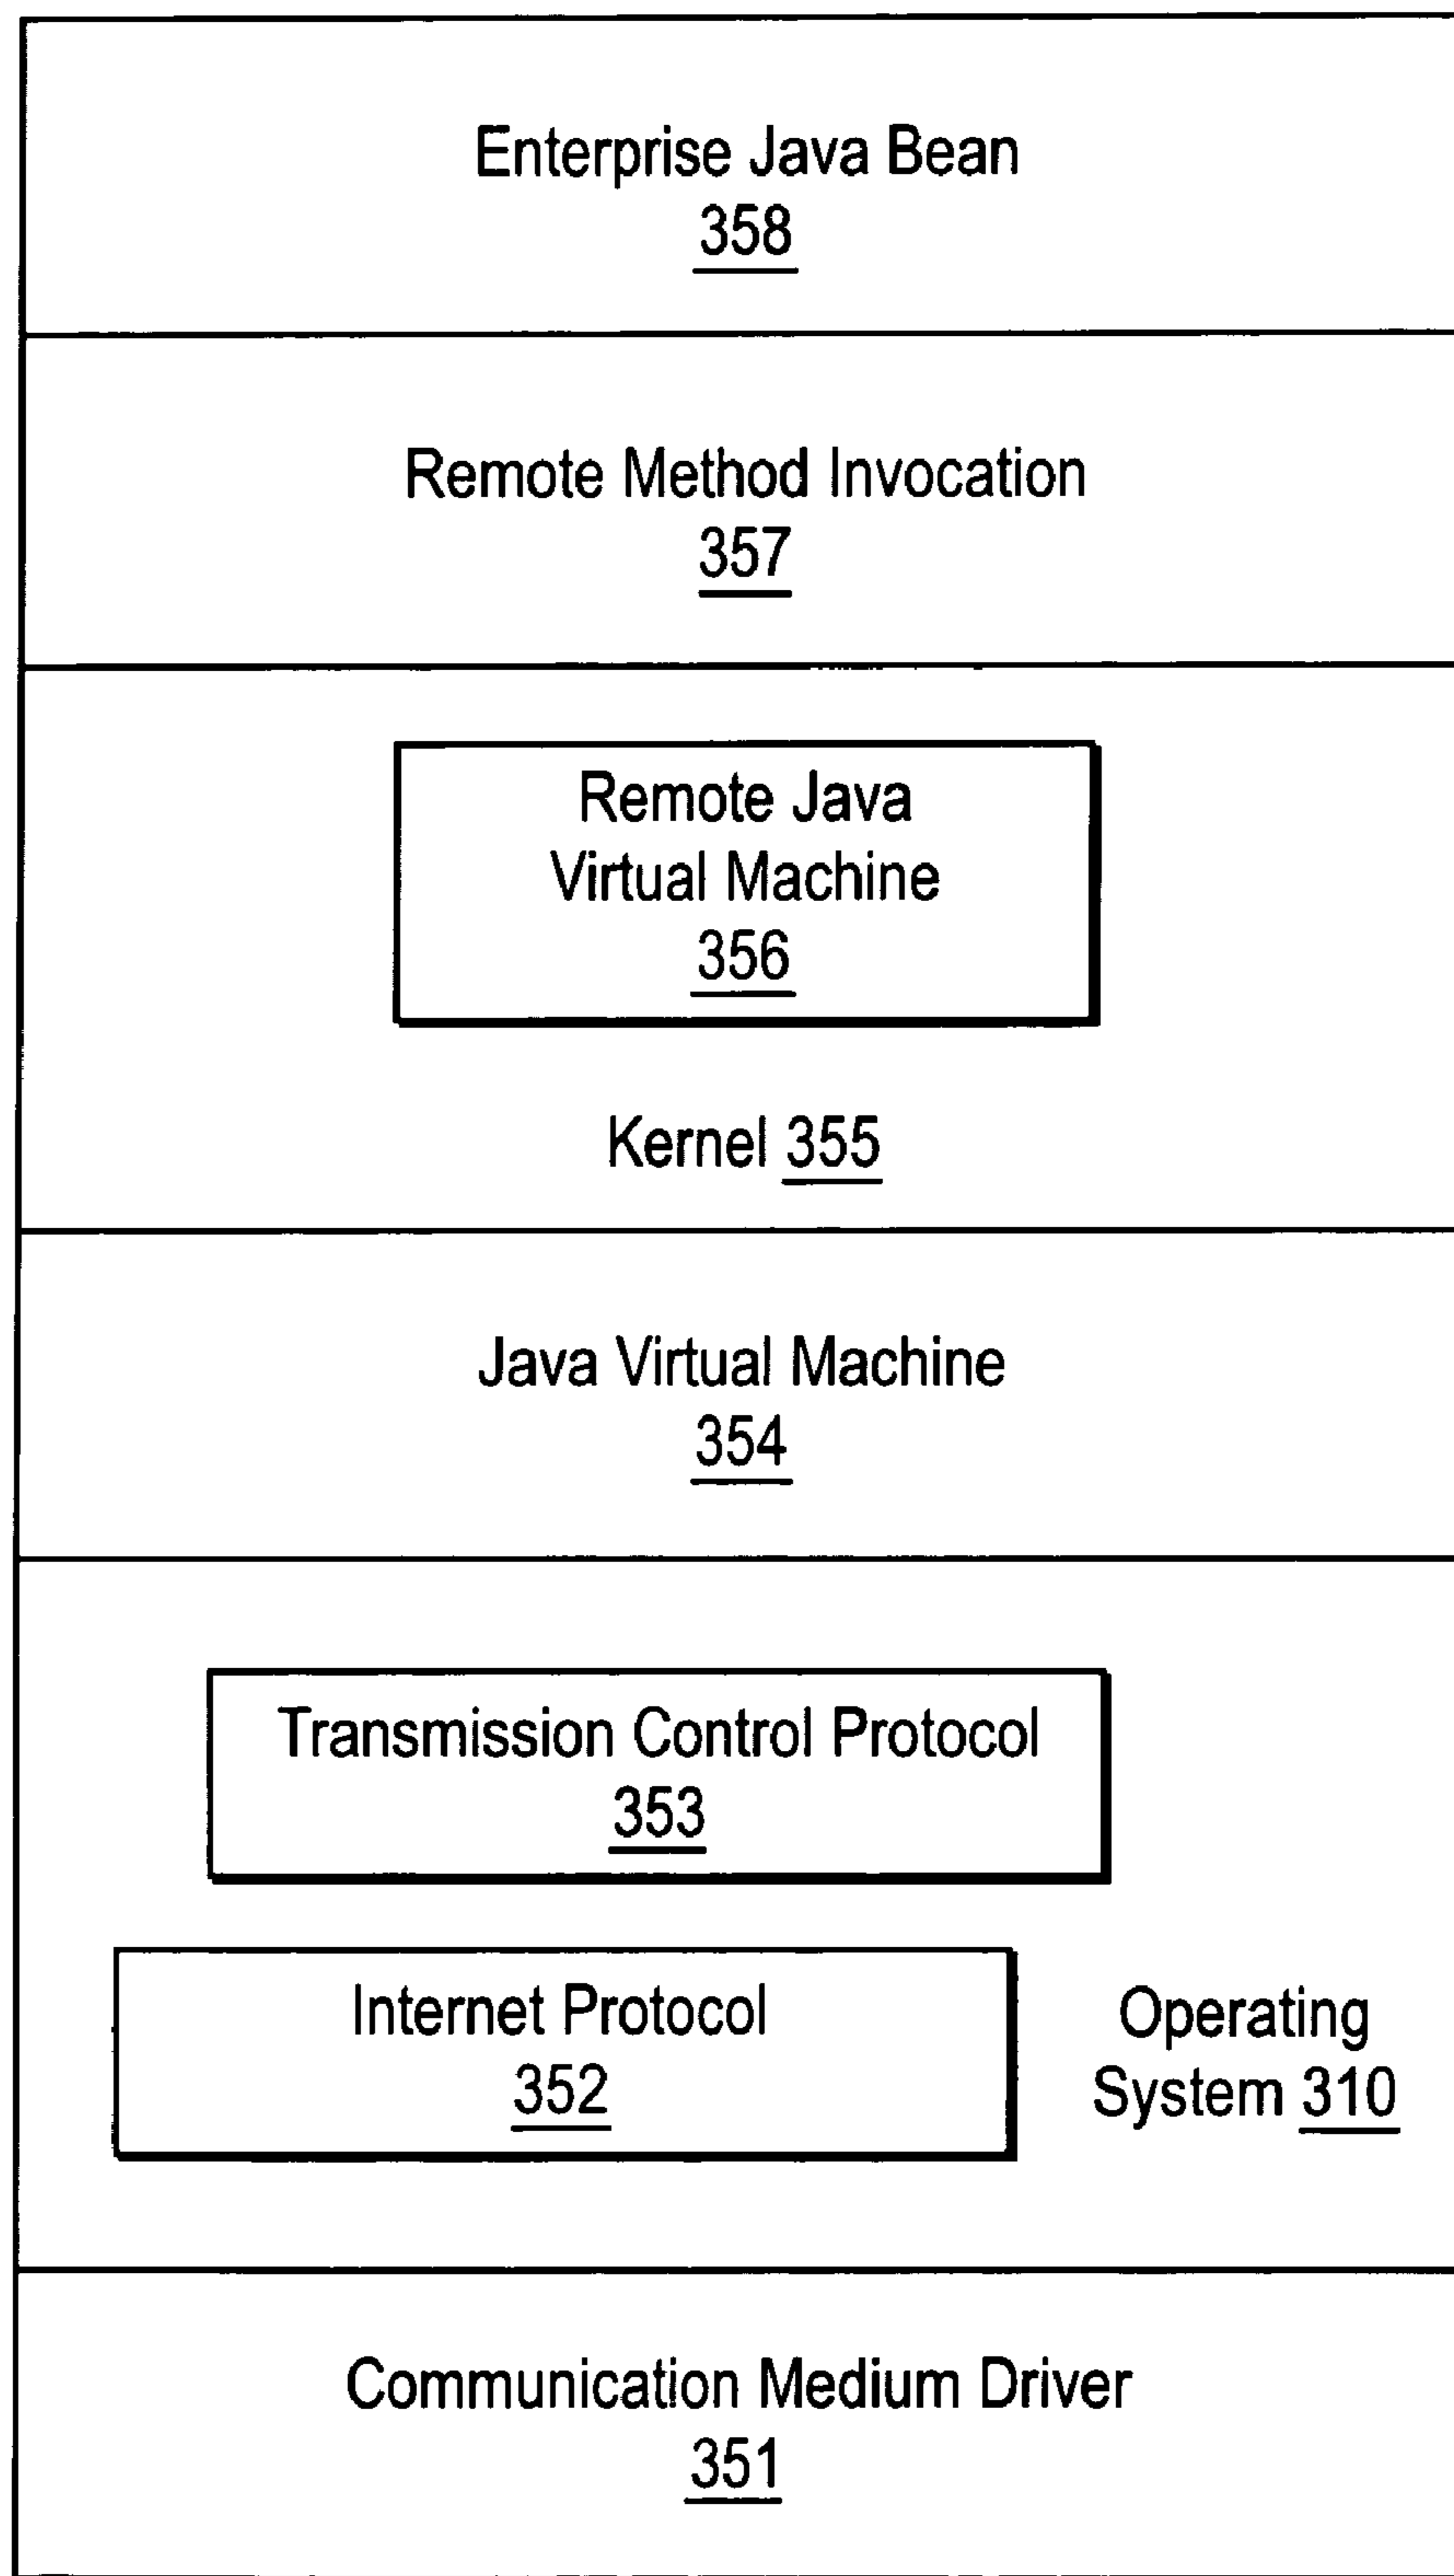 Enterprise Java Bean
358
Remote Method Invocation
357
Remote Java
Virtual Machine
356
Kernel 355
Java Virtual Machine
354
Transmission Control Protocol
353
Internet Protocol
352
Operating
System 310
Communication Medium Driver
351